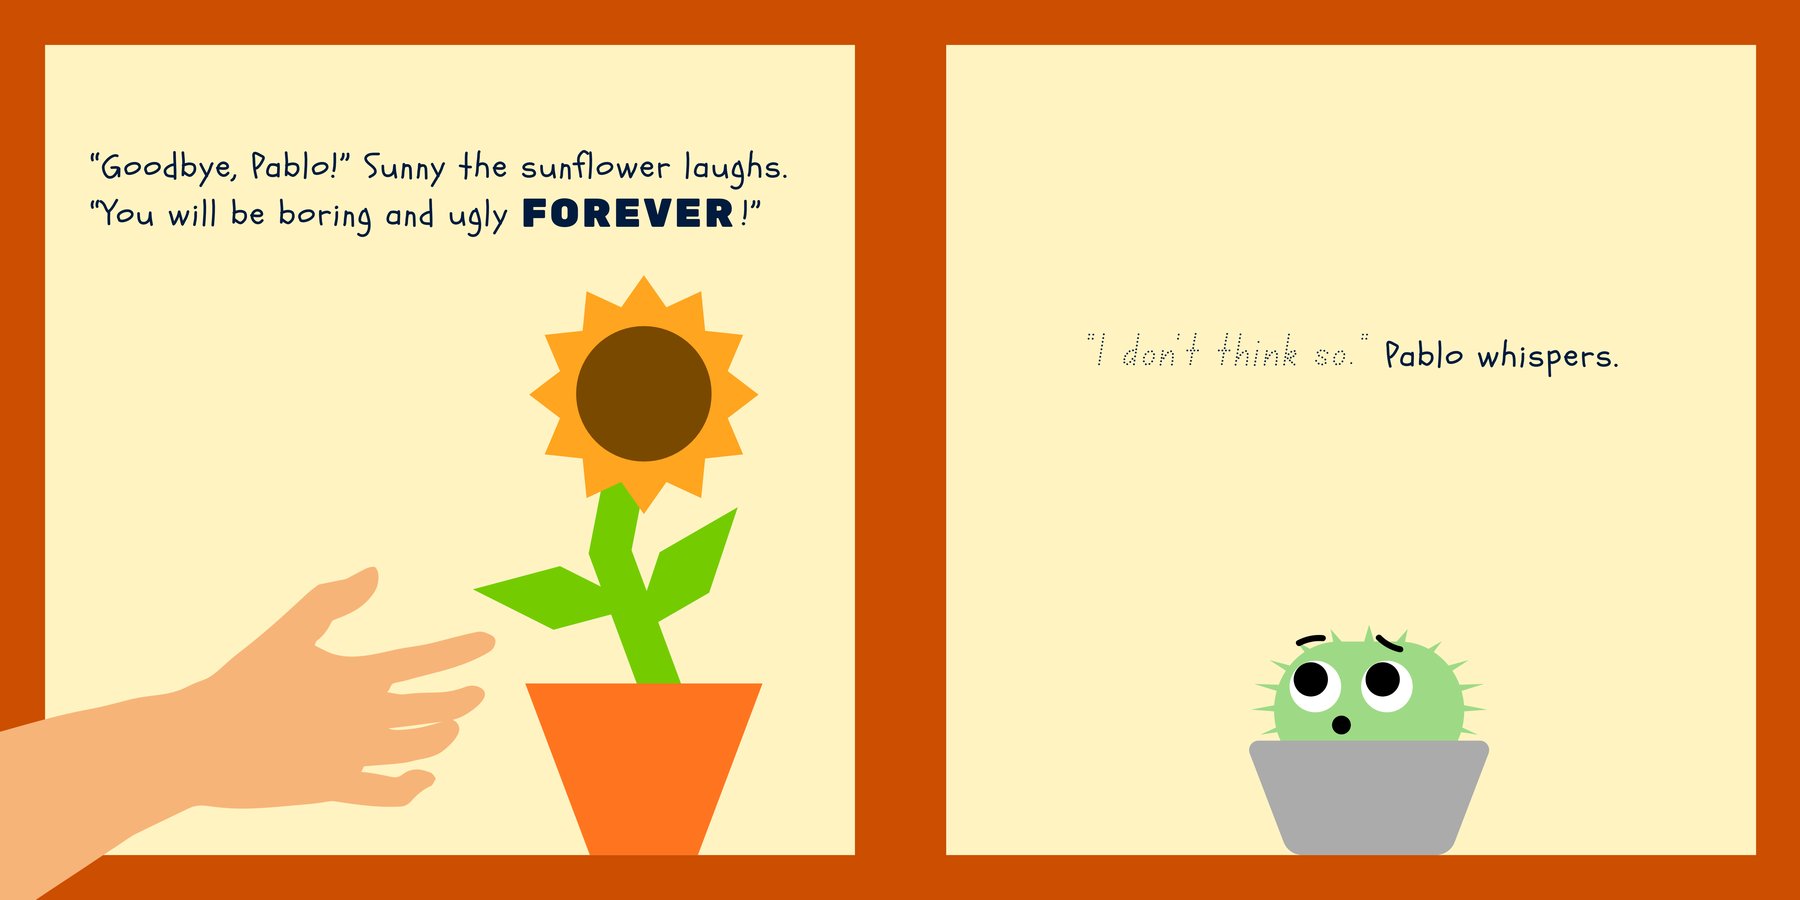 “Goodbye, Pablo!” Sunny the sunflower laughs.
“You will be boring and ugly FOREVER!”
“I don't think so.” Pablo whispers.